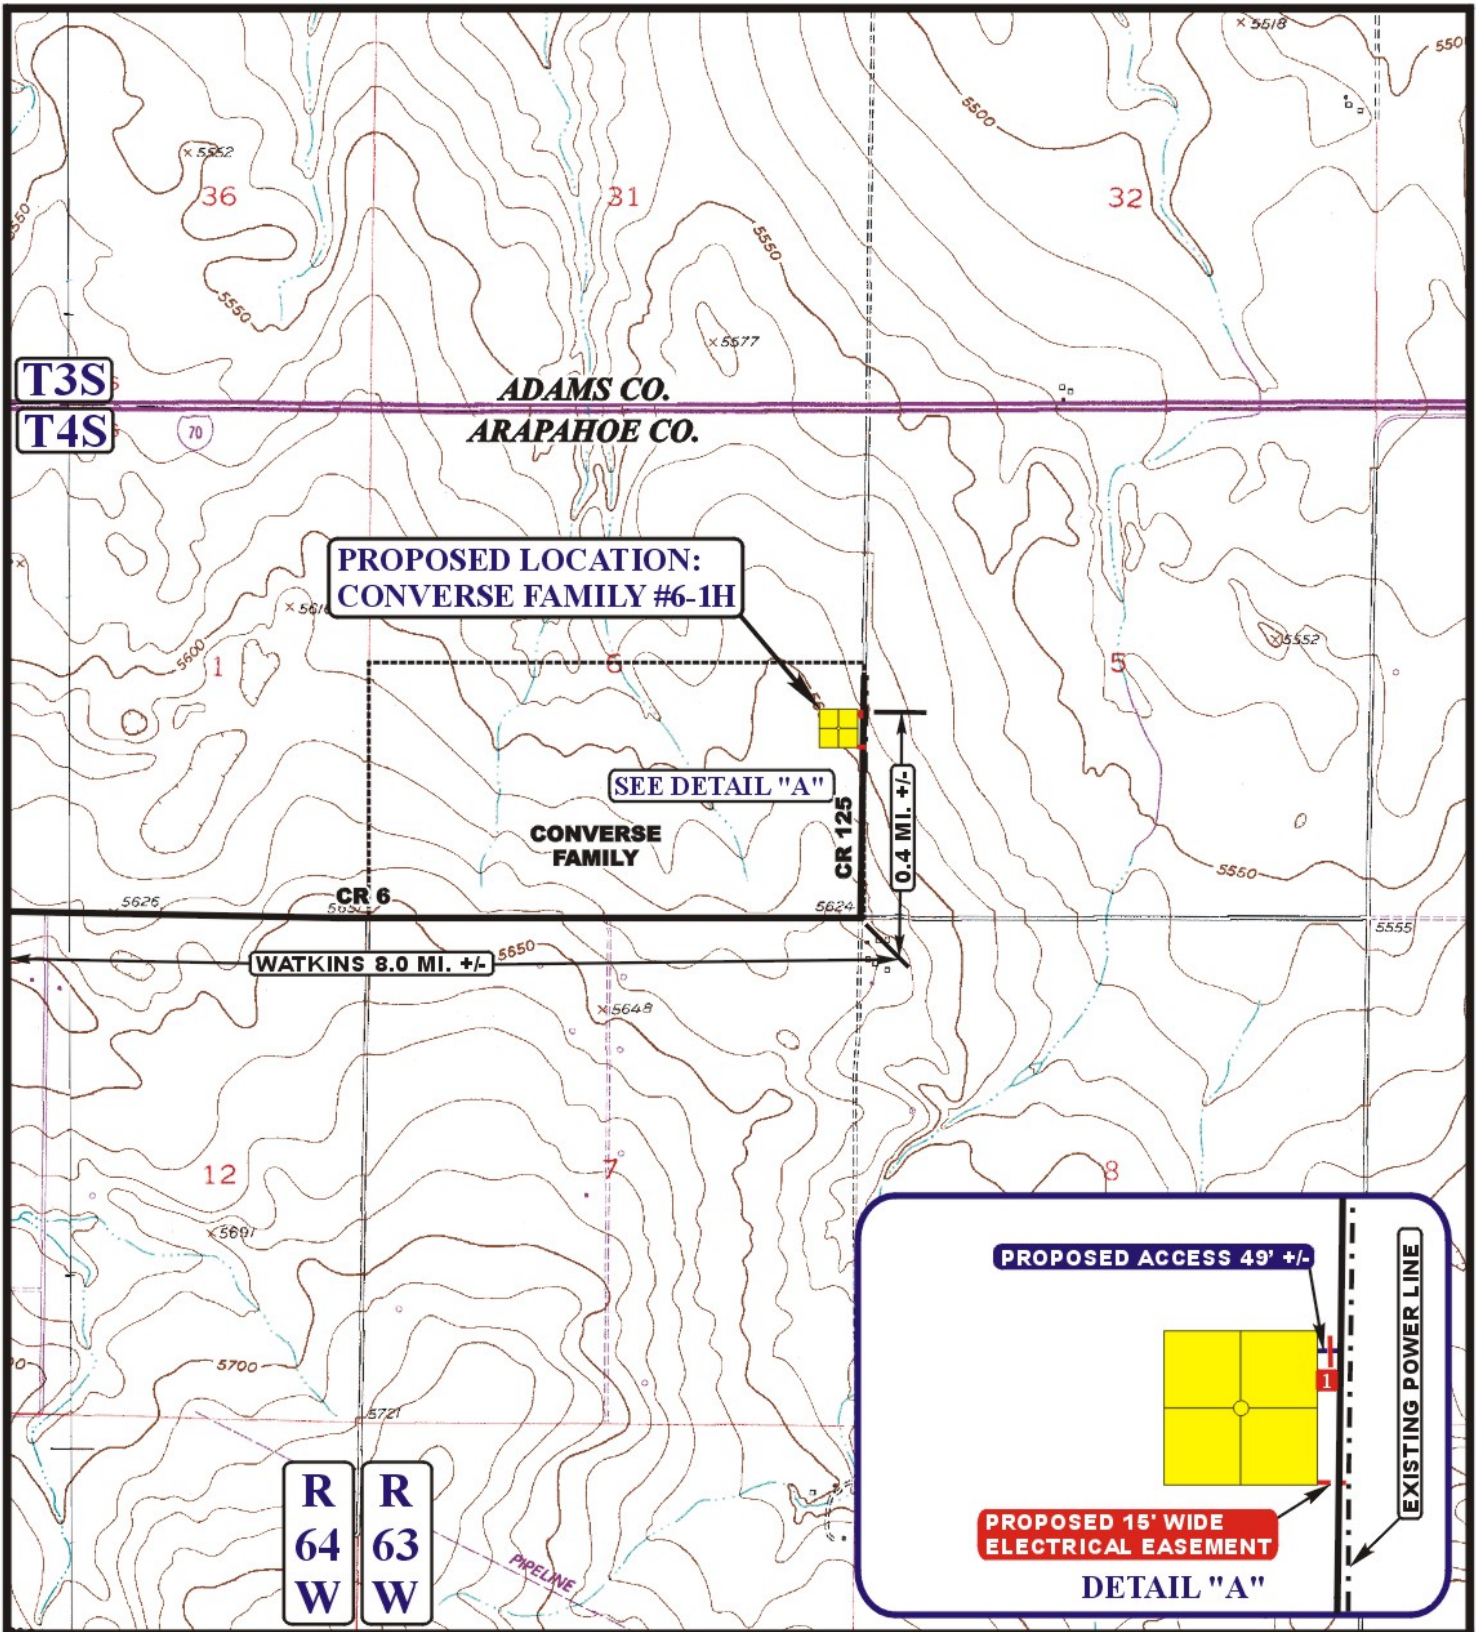 5518
550
5500
5552
36
31
32
550
5550
5550
5577
T3S
ADAMS CO.
T4S
70
ARAPAHOE CO.
PROPOSED LOCATION:
CONVERSE FAMILY #6-1H
5600
1
6
5552
5
SEE DETAIL "A"
CONVERSE
FAMILY
CR 125
0.4 MI. +/-
5550
CR 6
5626
5624
5555
WATKINS 8.0 MI. +/-
5650
5648
12
7
8
5691
5700
5721
PROPOSED ACCESS 49' +/-
1
EXISTING POWER LINE
PROPOSED 15' WIDE
ELECTRICAL EASEMENT
DETAIL "A"
R
64
W
R
63
W
PIPELINE